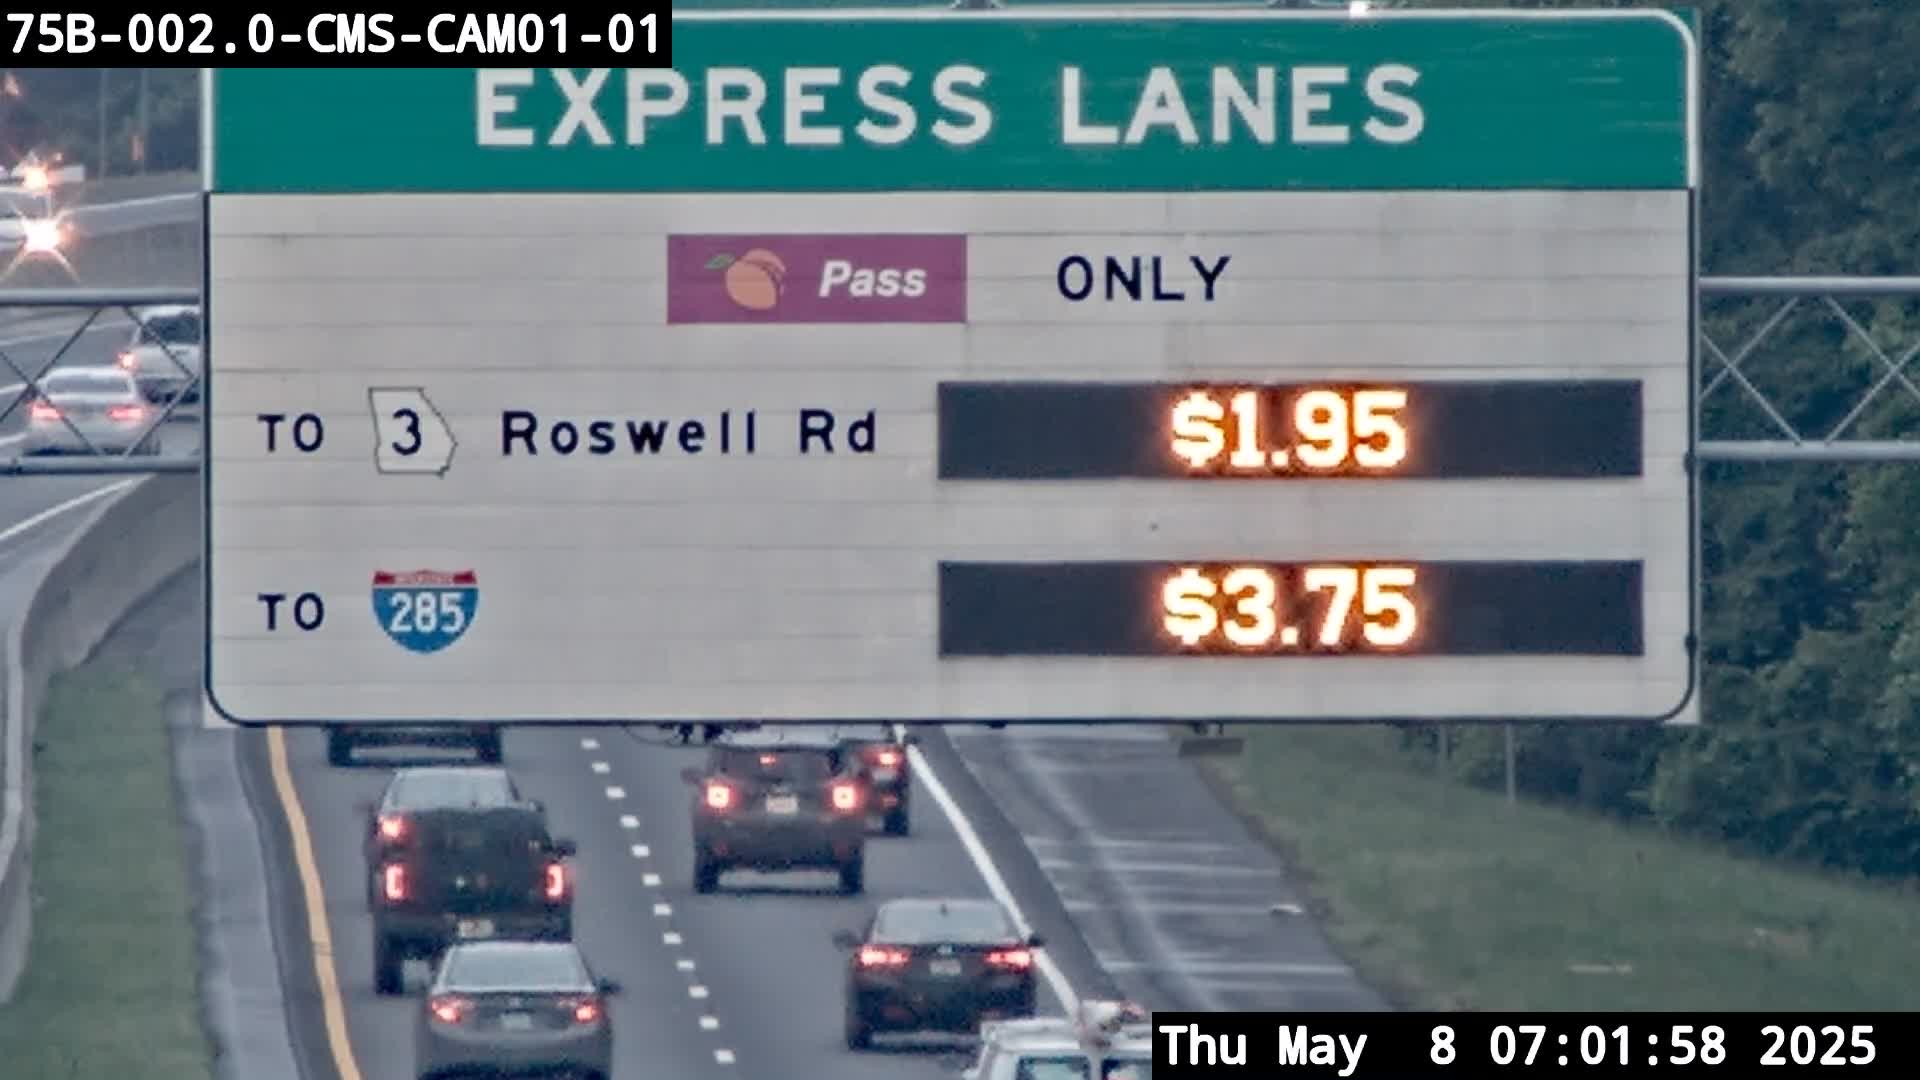 75B-002.0-CMS-CAM01-01
EXPRESS LANES
Pass ONLY
TO 3 Roswell Rd $1.95
TO 285 $3.75
Thu May 8 07:01:58 2025